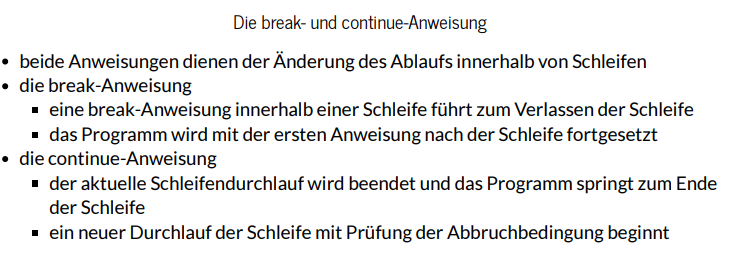 Die break- und continue-Anweisung
• beide Anweisungen dienen der Änderung des Ablaufs innerhalb von Schleifen
• die break-Anweisung
▪ eine break-Anweisung innerhalb einer Schleife führt zum Verlassen der Schleife
▪ das Programm wird mit der ersten Anweisung nach der Schleife fortgesetzt
• die continue-Anweisung
▪ der aktuelle Schleifendurchlauf wird beendet und das Programm springt zum Ende
der Schleife
▪ ein neuer Durchlauf der Schleife mit Prüfung der Abbruchbedingung beginnt